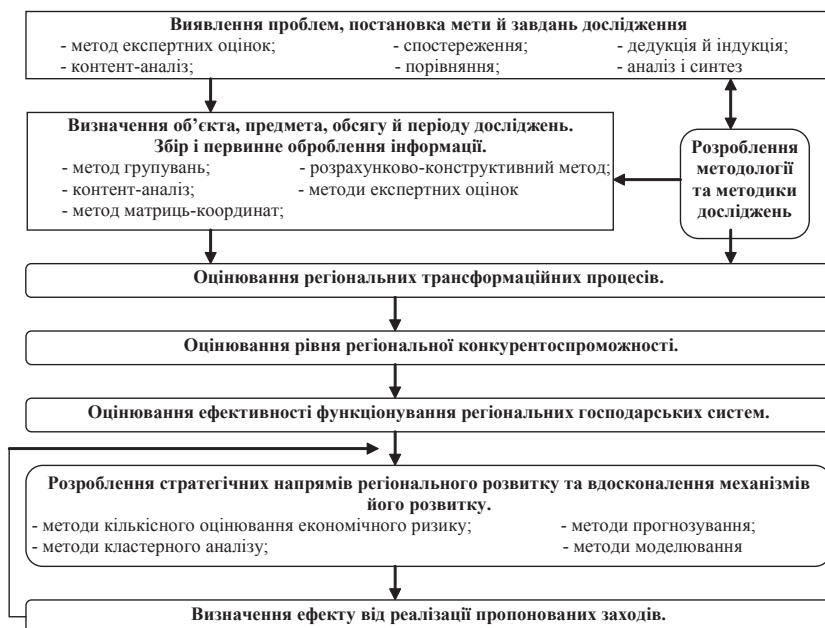 Виявлення проблем, постановка мети й завдань дослідження
- метод експертних оцінок; - спостереження; - дедукція й індукція;
- контент-аналіз; - порівняння; - аналіз і синтез
Визначення об’єкта, предмета, обсягу й періоду досліджень.
Збір і первинне оброблення інформації.
- метод групувань; - розрахунково-конструктивний метод;
- контент-аналіз; - методи експертних оцінок
- метод матриць-координат;
Розроблення
методології
та методики
досліджень
Оцінювання регіональних трансформаційних процесів.
Оцінювання рівня регіональної конкурентоспроможності.
Оцінювання ефективності функціонування регіональних господарських систем.
Розроблення стратегічних напрямів регіонального розвитку та вдосконалення механізмів
його розвитку.
- методи кількісного оцінювання економічного ризику; - методи прогнозування;
- методи кластерного аналізу; - методи моделювання
Визначення ефекту від реалізації пропонованих заходів.